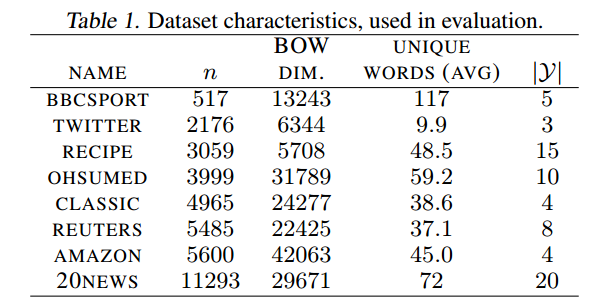 Table 1. Dataset characteristics, used in evaluation.
BOW UNIQUE
NAME n DIM. WORDS (AVG) |𝒴|
BBCSPORT 517 13243 117 5
TWITTER 2176 6344 9.9 3
RECIPE 3059 5708 48.5 15
OHSUMED 3999 31789 59.2 10
CLASSIC 4965 24277 38.6 4
REUTERS 5485 22425 37.1 8
AMAZON 5600 42063 45.0 4
20NEWS 11293 29671 72 20